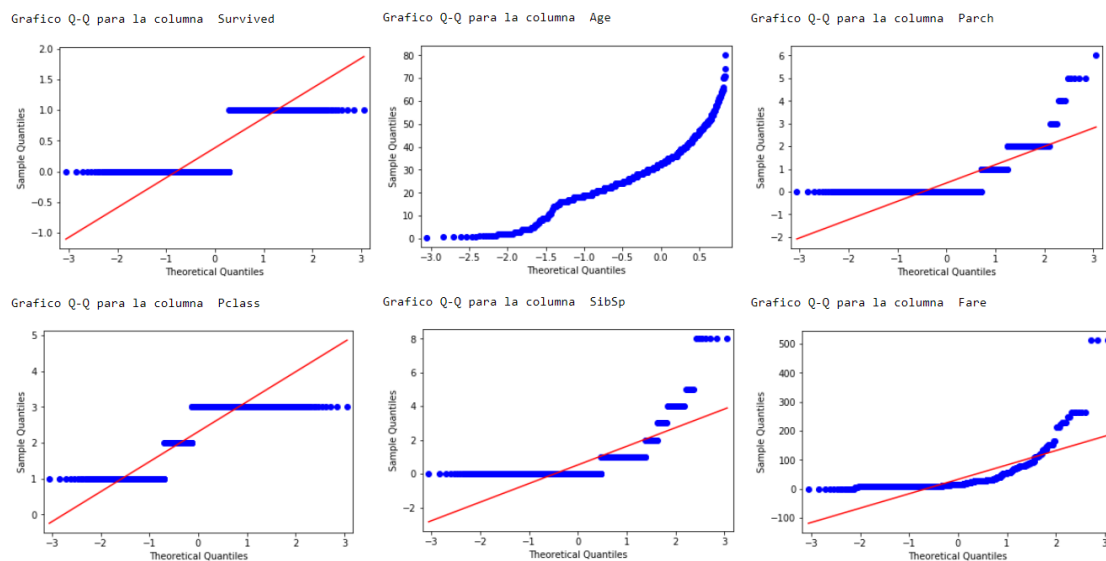 Grafico Q-Q para la columna  Survived
2.0
1.5
1.0
0.5
0.0
−0.5
−1.0
Sample Quantiles
−3 −2 −1 0 1 2 3
Theoretical Quantiles
Grafico Q-Q para la columna  Age
80
70
60
50
40
30
20
10
0
Sample Quantiles
−3.0 −2.5 −2.0 −1.5 −1.0 −0.5 0.0 0.5
Theoretical Quantiles
Grafico Q-Q para la columna  Parch
6
5
4
3
2
1
0
−1
−2
Sample Quantiles
−3 −2 −1 0 1 2 3
Theoretical Quantiles
Grafico Q-Q para la columna  Pclass
5
4
3
2
1
0
Sample Quantiles
−3 −2 −1 0 1 2 3
Theoretical Quantiles
Grafico Q-Q para la columna  SibSp
8
6
4
2
0
−2
Sample Quantiles
−3 −2 −1 0 1 2 3
Theoretical Quantiles
Grafico Q-Q para la columna  Fare
500
400
300
200
100
0
−100
Sample Quantiles
−3 −2 −1 0 1 2 3
Theoretical Quantiles